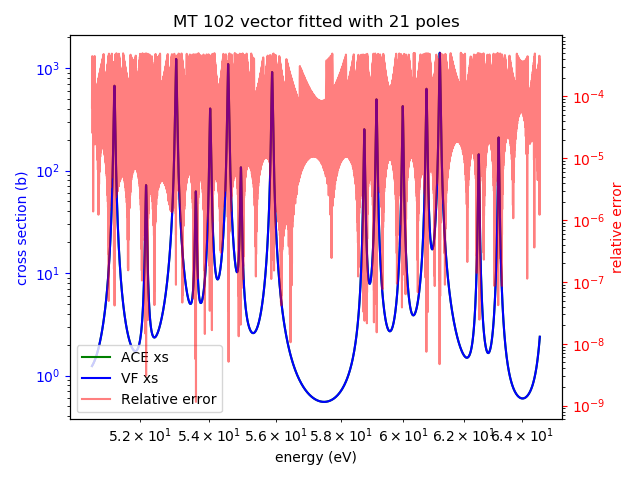 MT 102 vector fitted with 21 poles
cross section (b)
10³
10²
10¹
10⁰
ACE xs
VF xs
Relative error
10⁻⁴
10⁻⁵
10⁻⁶
10⁻⁷
10⁻⁸
10⁻⁹
relative error
5.2 × 10¹ 5.4 × 10¹ 5.6 × 10¹ 5.8 × 10¹ 6 × 10¹ 6.2 × 10¹ 6.4 × 10¹
energy (eV)